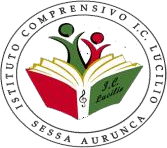 ISTITUTO COMPRENSIVO I.C. LUCILIO
I.C.
Lucilio
SESSA AURUNCA